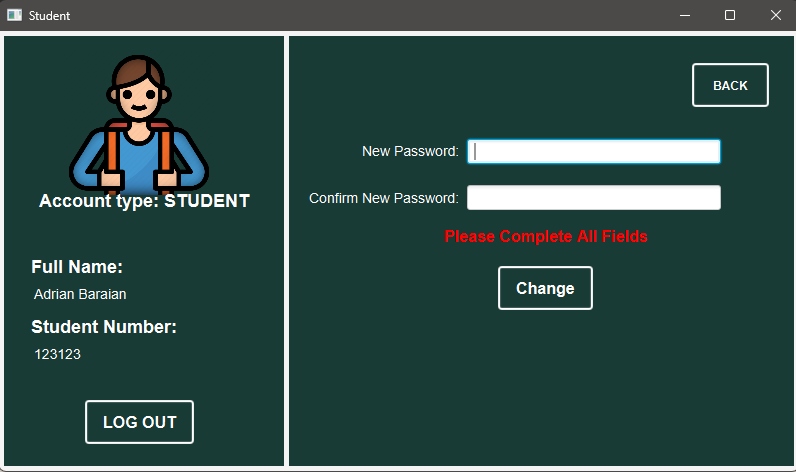 Student
Account type: STUDENT
Full Name:
Adrian Baraian
Student Number:
123123
LOG OUT
BACK
New Password:
Confirm New Password:
Please Complete All Fields
Change